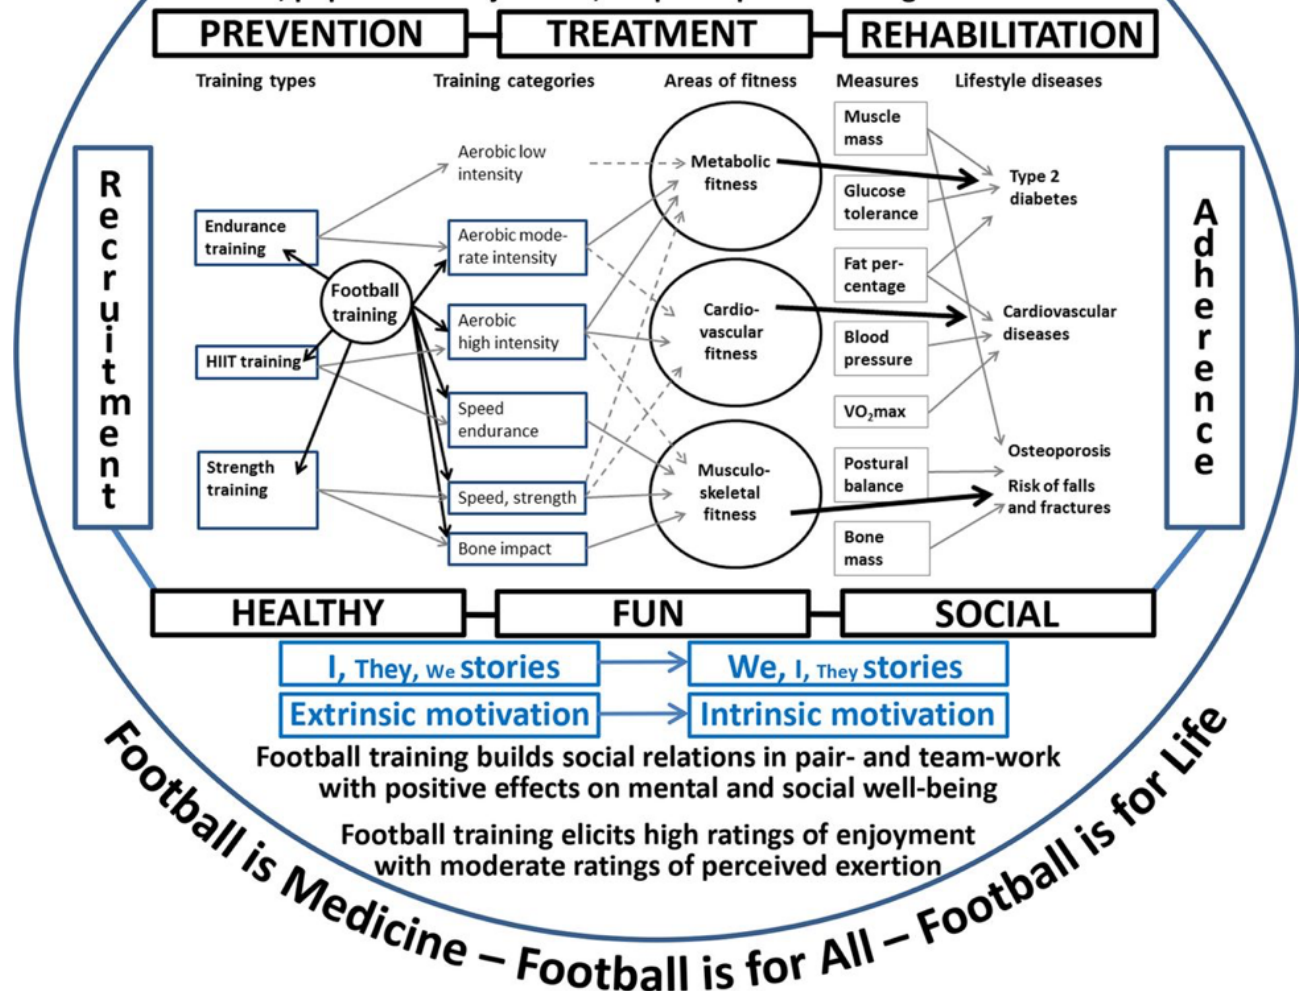 PREVENTION
TREATMENT
REHABILITATION
Training types
Training categories
Areas of fitness
Measures
Lifestyle diseases
Recruitment
Endurance
training
HIIT training
Strength
training
Football
training
Aerobic low
intensity
Aerobic mode-
rate intensity
Aerobic
high intensity
Speed
endurance
Speed, strength
Bone impact
Metabolic
fitness
Cardio-
vascular
fitness
Musculo-
skeletal
fitness
Muscle
mass
Glucose
tolerance
Fat per-
centage
Blood
pressure
VO₂max
Postural
balance
Bone
mass
Type 2
diabetes
Cardiovascular
diseases
Osteoporosis
Risk of falls
and fractures
Adherence
HEALTHY
FUN
SOCIAL
I, They, We stories
We, I, They stories
Extrinsic motivation
Intrinsic motivation
Football training builds social relations in pair- and team-work
with positive effects on mental and social well-being
Football training elicits high ratings of enjoyment
with moderate ratings of perceived exertion
Football is Medicine – Football is for All – Football is for Life